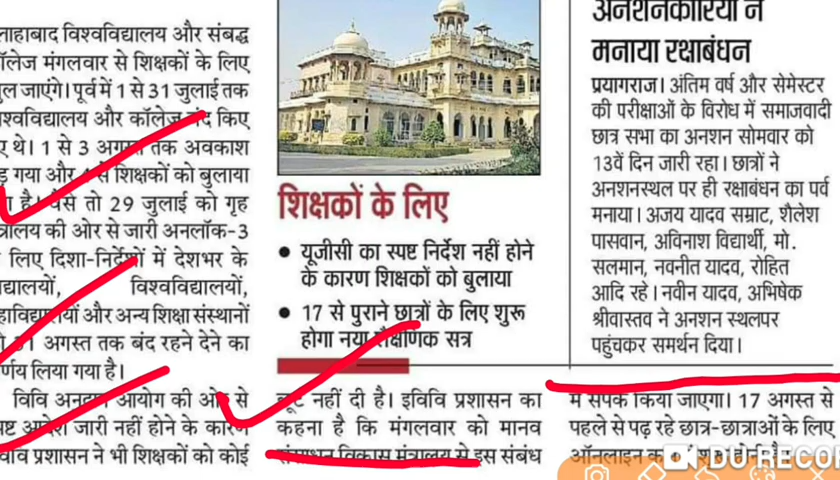 लाहाबाद विश्वविद्यालय और संबद्ध
ॉलेज मंगलवार से शिक्षकों के लिए
ुल जाएंगे। पूर्व में 1 से 31 जुलाई तक
श्वविद्यालय और कॉलेज बंद किए
ए थे। 1 से 3 अगस्त तक अवकाश
ड़ गया और 4 से शिक्षकों को बुलाया
है। वैसे तो 29 जुलाई को गृह
त्रालय की ओर से जारी अनलॉक-3
लिए दिशा-निर्देशों में देशभर के
द्यालयों, विश्वविद्यालयों,
हाविद्यालयों और अन्य शिक्षा संस्थानों
31 अगस्त तक बंद रहने देने का
र्णय लिया गया है।
विवि अनुदान आयोग की ओर से
पष्ट आदेश जारी नहीं होने के कारण
विवि प्रशासन ने भी शिक्षकों को कोई
शिक्षकों के लिए
● यूजीसी का स्पष्ट निर्देश नहीं होने
के कारण शिक्षकों को बुलाया
● 17 से पुराने छात्रों के लिए शुरू
होगा नया शैक्षणिक सत्र
छूट नहीं दी है। इविवि प्रशासन का
कहना है कि मंगलवार को मानव
संसाधन विकास मंत्रालय से इस संबंध
अनशनकारियों ने
मनाया रक्षाबंधन
प्रयागराज। अंतिम वर्ष और सेमेस्टर
की परीक्षाओं के विरोध में समाजवादी
छात्र सभा का अनशन सोमवार को
13वें दिन जारी रहा। छात्रों ने
अनशनस्थल पर ही रक्षाबंधन का पर्व
मनाया। अजय यादव सम्राट, शैलेश
पासवान, अविनाश विद्यार्थी, मो.
सलमान, नवनीत यादव, रोहित
आदि रहे। नवीन यादव, अभिषेक
श्रीवास्तव ने अनशन स्थलपर
पहुंचकर समर्थन दिया।
में संपर्क किया जाएगा। 17 अगस्त से
पहले से पढ़ रहे छात्र-छात्राओं के लिए
ऑनलाइन
DU RECOR